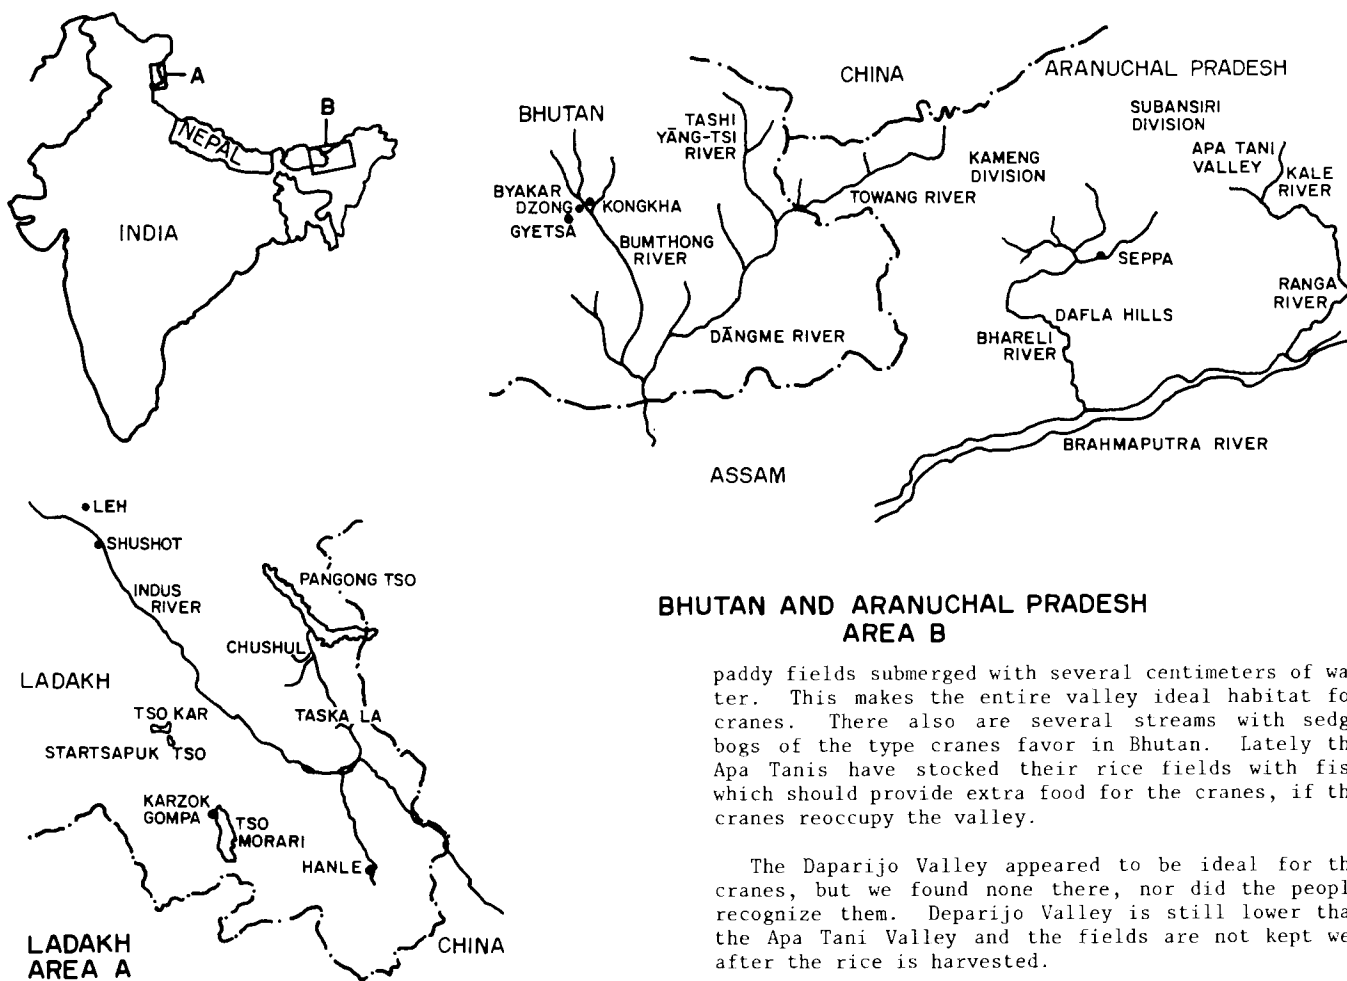 A
B
NEPAL
INDIA
CHINA
ARANUCHAL PRADESH
BHUTAN
TASHI
YĀNG-TSI
RIVER
SUBANSIRI
DIVISION
APA TANI
VALLEY
KALE
RIVER
KAMENG
DIVISION
BYAKAR
DZONG
KONGKHA
GYETSA
TOWANG RIVER
BUMTHONG
RIVER
SEPPA
RANGA
RIVER
DAFLA HILLS
DĀNGME RIVER
BHARELI
RIVER
BRAHMAPUTRA RIVER
ASSAM
LEH
SHUSHOT
INDUS
RIVER
PANGONG TSO
CHUSHUL
LADAKH
TSO KAR
TASKA LA
STARTSAPUK TSO
KARZOK
GOMPA
TSO
MORARI
HANLE
CHINA
LADAKH
AREA A
BHUTAN AND ARANUCHAL PRADESH
AREA B
paddy fields submerged with several centimeters of wa
ter. This makes the entire valley ideal habitat fo
cranes. There also are several streams with sedg
bogs of the type cranes favor in Bhutan. Lately th
Apa Tanis have stocked their rice fields with fis
which should provide extra food for the cranes, if th
cranes reoccupy the valley.
The Daparijo Valley appeared to be ideal for th
cranes, but we found none there, nor did the peopl
recognize them. Deparijo Valley is still lower tha
the Apa Tani Valley and the fields are not kept we
after the rice is harvested.